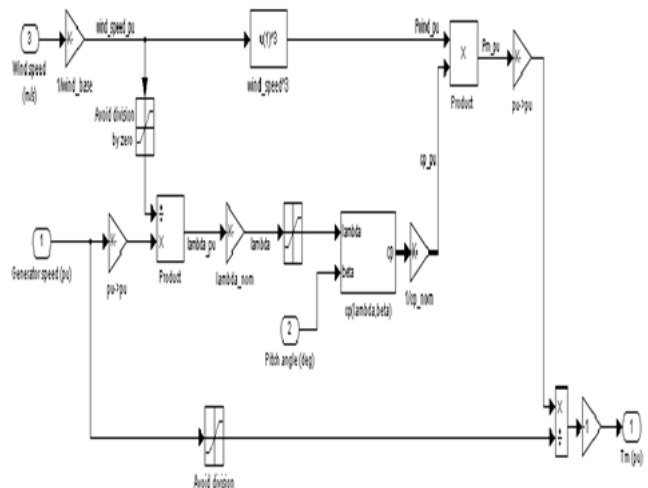 3
Wind speed
(m/s)
K-
1/wind_base
wind_speed_pu
u(1)^3
wind_speed^3
Pwind_pu
X
Product
Pm_pu
K-
pu->pu
Avoid division
by zero
cp_pu
1
Generator speed (pu)
K-
pu->pu
÷
X
Product
lambda_pu
K-
lambda_nom
lambda
lambda
beta
cp
cp(lambda,beta)
K-
1/cp_nom
2
Pitch angle (deg)
Avoid division
X
÷
-1
1
Tm (pu)